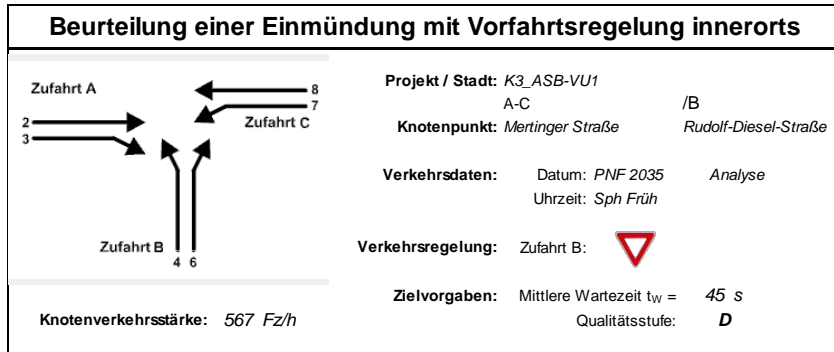 Beurteilung einer Einmündung mit Vorfahrtsregelung innerorts
Zufahrt A
8
7
Zufahrt C
2
3
Zufahrt B
4 6
Knotenverkehrsstärke: 567 Fz/h
Projekt / Stadt: K3_ASB-VU1
A-C /B
Knotenpunkt: Mertinger Straße Rudolf-Diesel-Straße
Verkehrsdaten: Datum: PNF 2035 Analyse
Uhrzeit: Sph Früh
Verkehrsregelung: Zufahrt B:
Zielvorgaben: Mittlere Wartezeit tW = 45 s
Qualitätsstufe: D